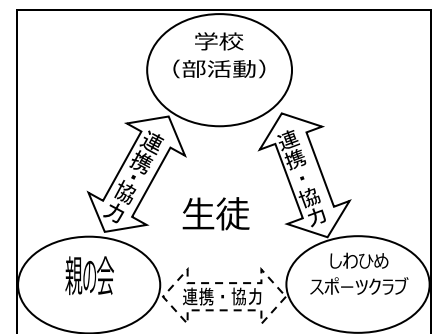 学校
（部活動）
連携・協力
連携・協力
生徒
親の会
連携・協力
しわひめ
スポーツクラブ